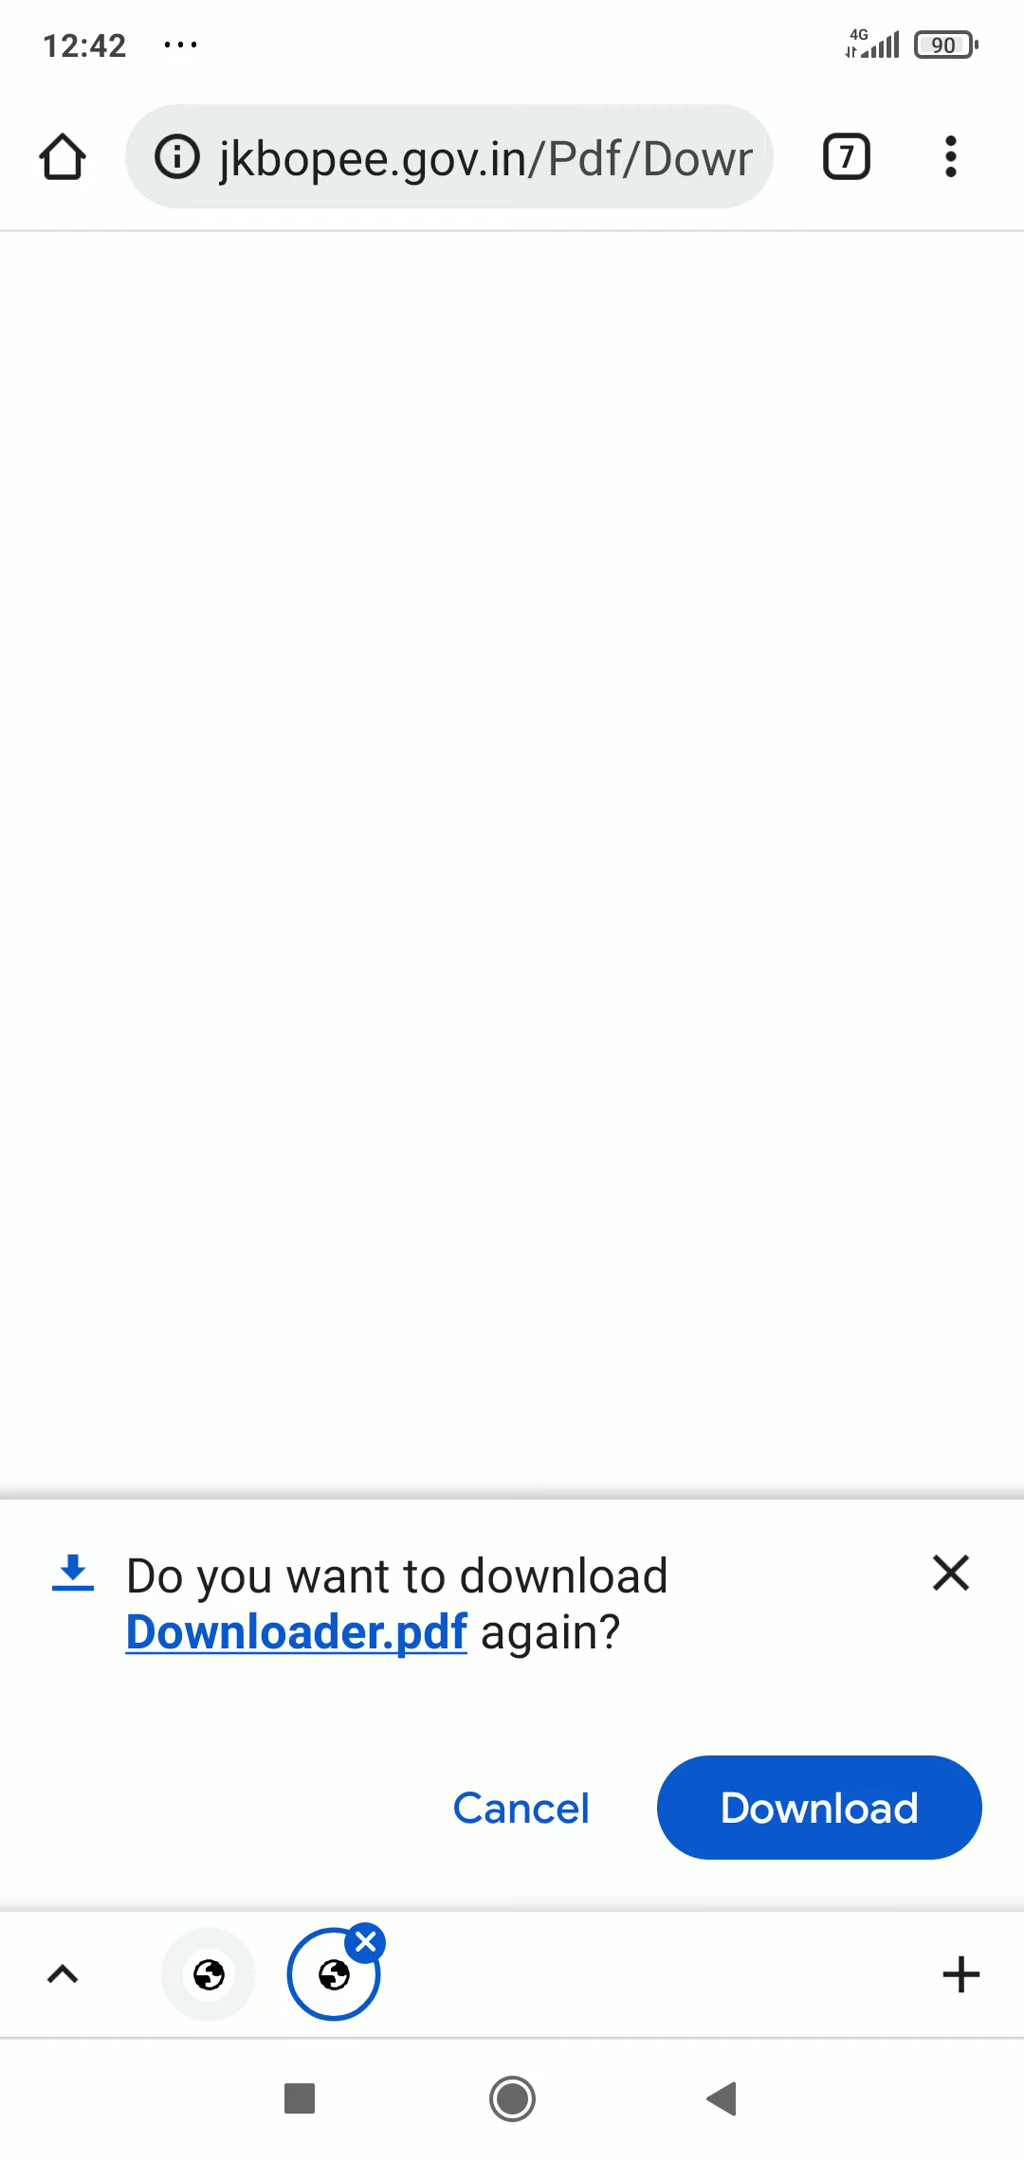 12:42 ...
4G 90
jkbopee.gov.in/Pdf/Dowr
7
Do you want to download
Downloader.pdf again?
Cancel
Download